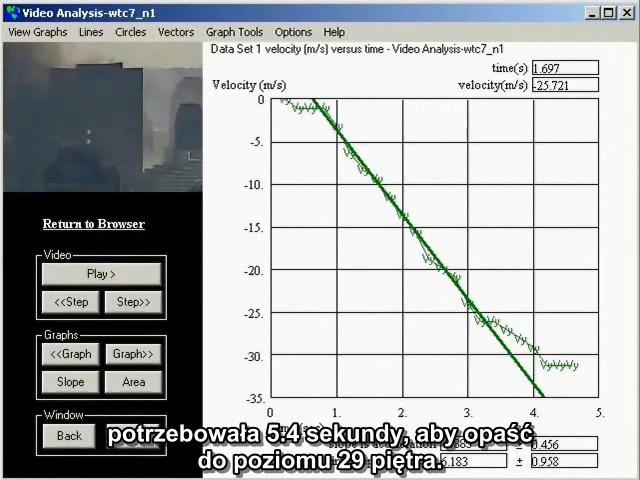 Video Analysis-wtc7_n1
View Graphs Lines Circles Vectors Graph Tools Options Help
Data Set 1 velocity (m/s) versus time - Video Analysis-wtc7_n1
time(s) 1.697
Velocity (m/s) velocity(m/s) -25.721
0
-5.
-10.
-15.
-20.
-25.
-30.
-35.
0 1. 2. 3. 4. 5.
Return to Browser
Video
Play >
<<Step Step>>
Graphs
<<Graph Graph>>
Slope Area
Window
Back
± 0.456
6.183 ± 0.958
potrzebowała 5.4 sekundy, aby opaść
do poziomu 29 piętra.